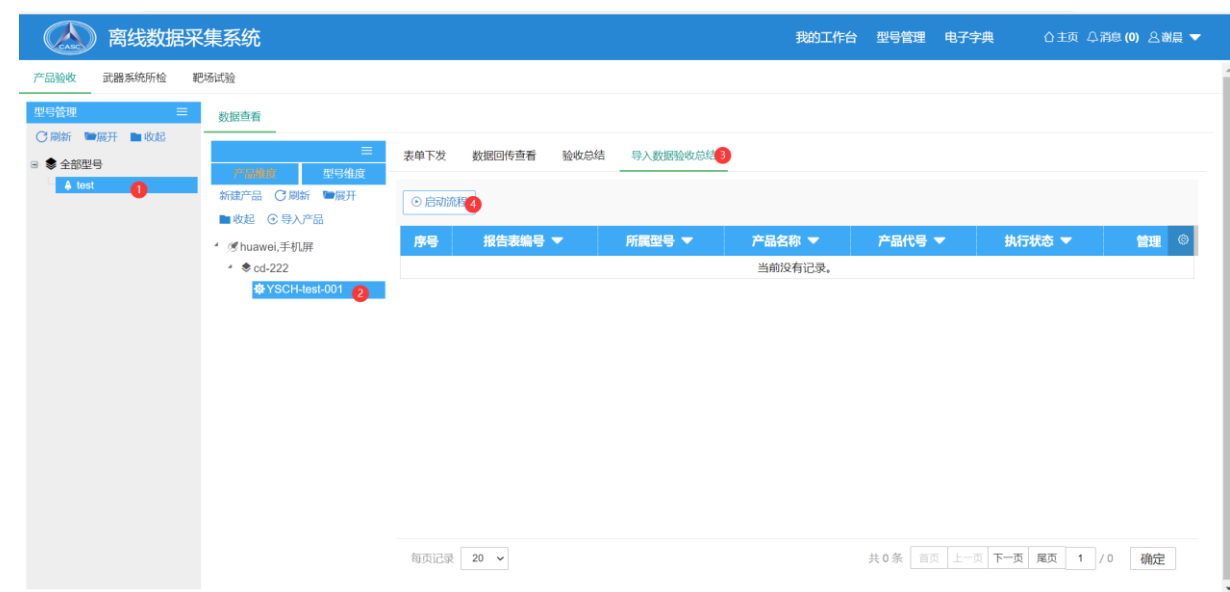 CASC 离线数据采集系统 我的工作台 型号管理 电子字典 主页 消息 (0) 谢晨
产品验收 武器系统所检 靶场试验
型号管理
刷新 展开 收起
全部型号
test 1
数据查看
产品维度 型号维度
新建产品 刷新 展开
收起 导入产品
huawei,手机屏
cd-222
YSCH-test-001 2
表单下发 数据回传查看 验收总结 导入数据验收总结 3
启动流程 4
序号 报告表编号 所属型号 产品名称 产品代号 执行状态 管理
当前没有记录。
每页记录 20 共 0 条 首页 上一页 下一页 尾页 1 / 0 确定